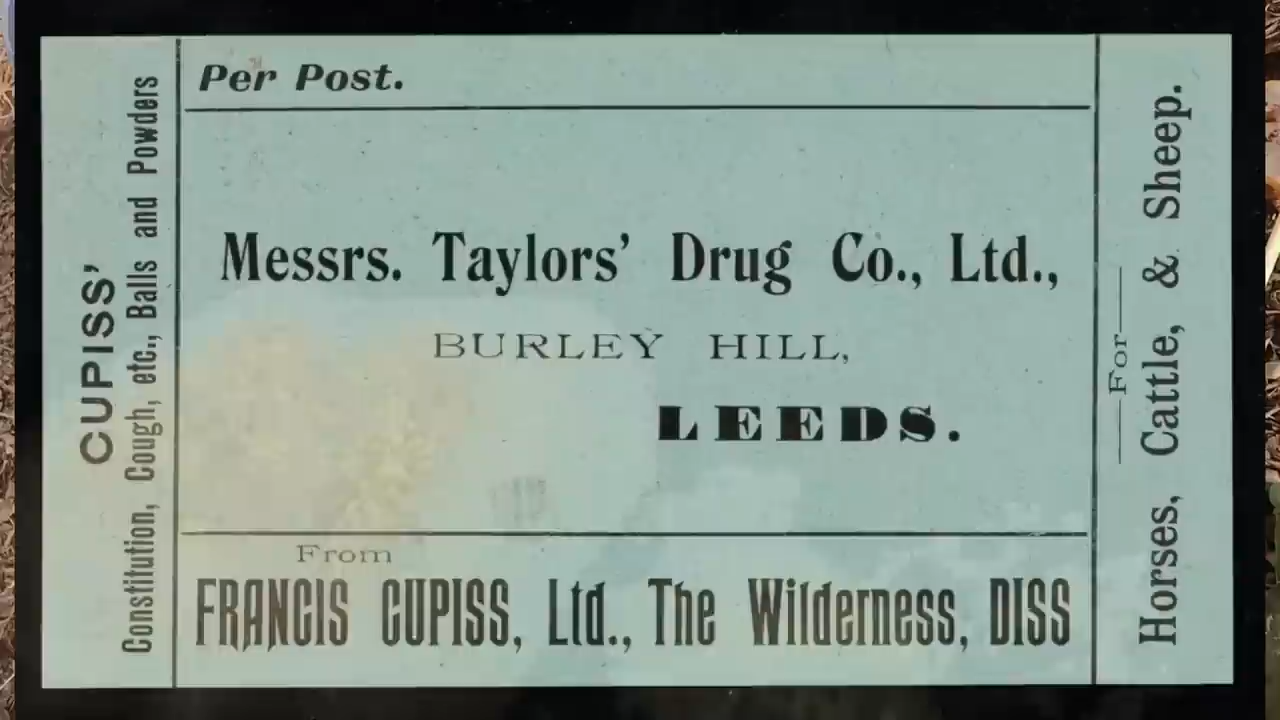 CUPISS'
Constitution, Cough, etc., Balls and Powders
Per Post.
Messrs. Taylors' Drug Co., Ltd.,
BURLEY HILL,
LEEDS.
From
FRANCIS CUPISS, Ltd., The Wilderness, DISS
For
Horses, Cattle, & Sheep.